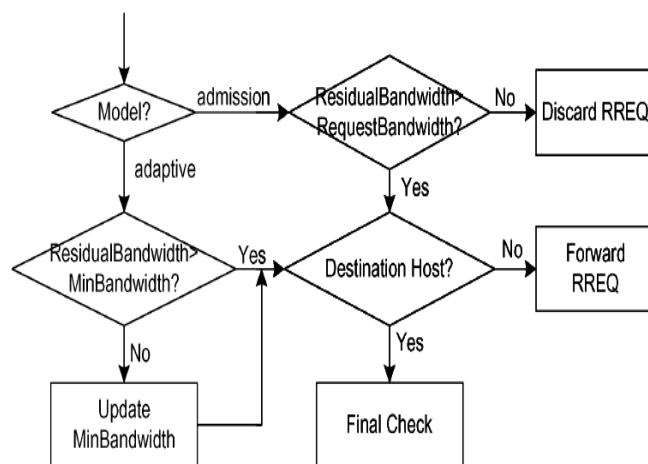 Model?
admission
ResidualBandwidth>
RequestBandwidth?
No
Discard RREQ
adaptive
Yes
ResidualBandwidth>
MinBandwidth?
Yes
Destination Host?
No
Forward
RREQ
No
Yes
Update
MinBandwidth
Final Check